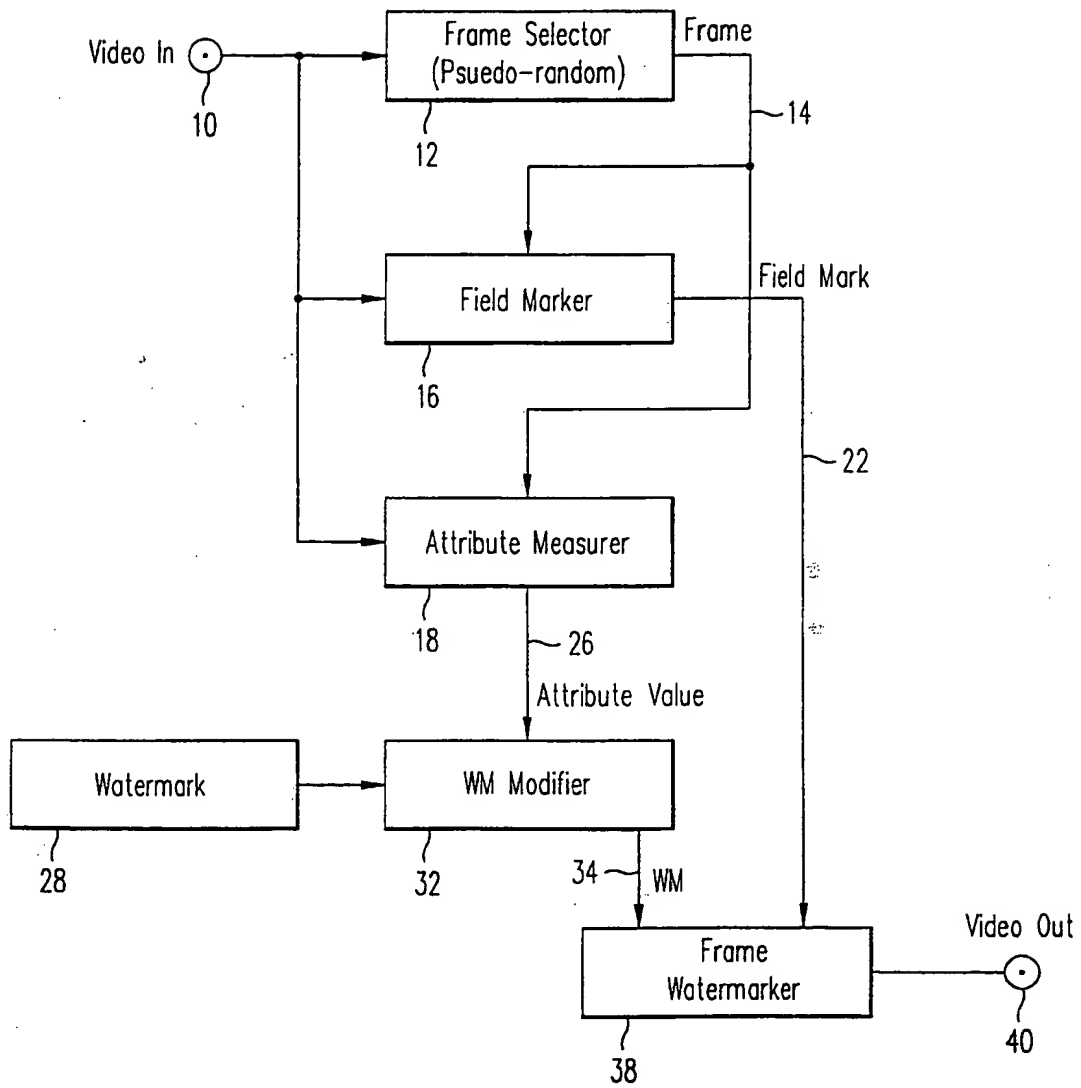 Video In
10
Frame Selector
(Psuedo-random)
12
Frame
14
Field Marker
16
Field Mark
22
Attribute Measurer
18
26
Attribute Value
Watermark
28
WM Modifier
32
34
WM
Frame
Watermarker
38
Video Out
40